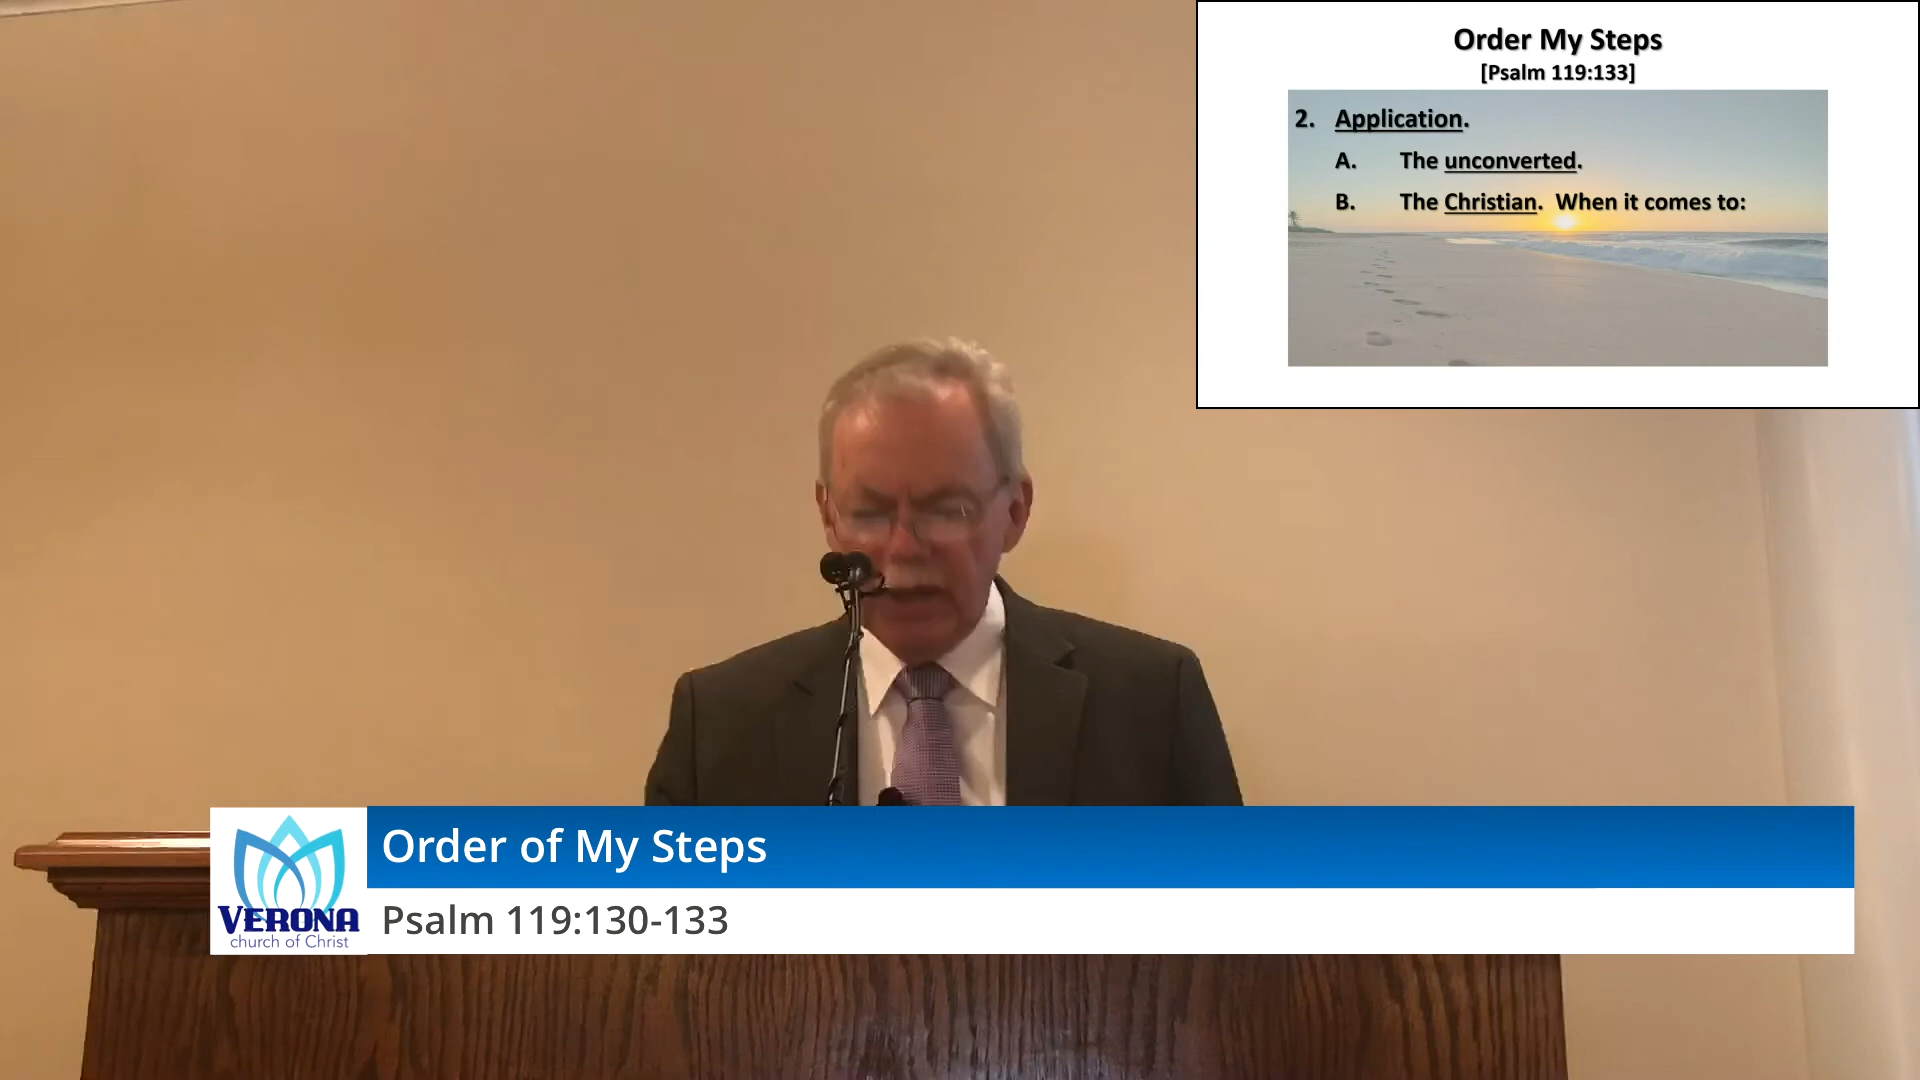 Order My Steps
[Psalm 119:133]
2. Application.
A. The unconverted.
B. The Christian. When it comes to:
Order of My Steps
VERONA
church of Christ
Psalm 119:130-133